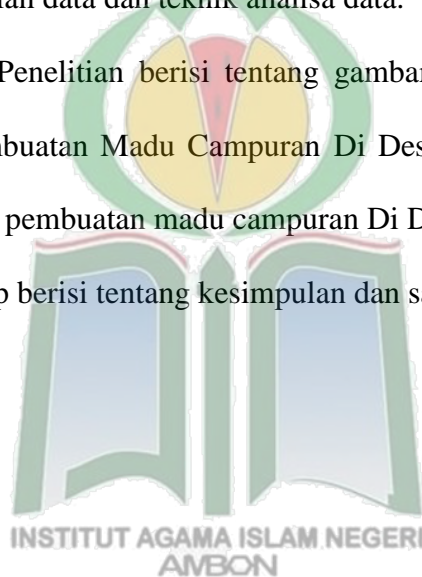 an data dan teknik analisa data.
Penelitian berisi tentang gambar
buatan Madu Campuran Di Des
pembuatan madu campuran Di D
p berisi tentang kesimpulan dan sa
INSTITUT AGAMA ISLAM NEGERI
AMBON